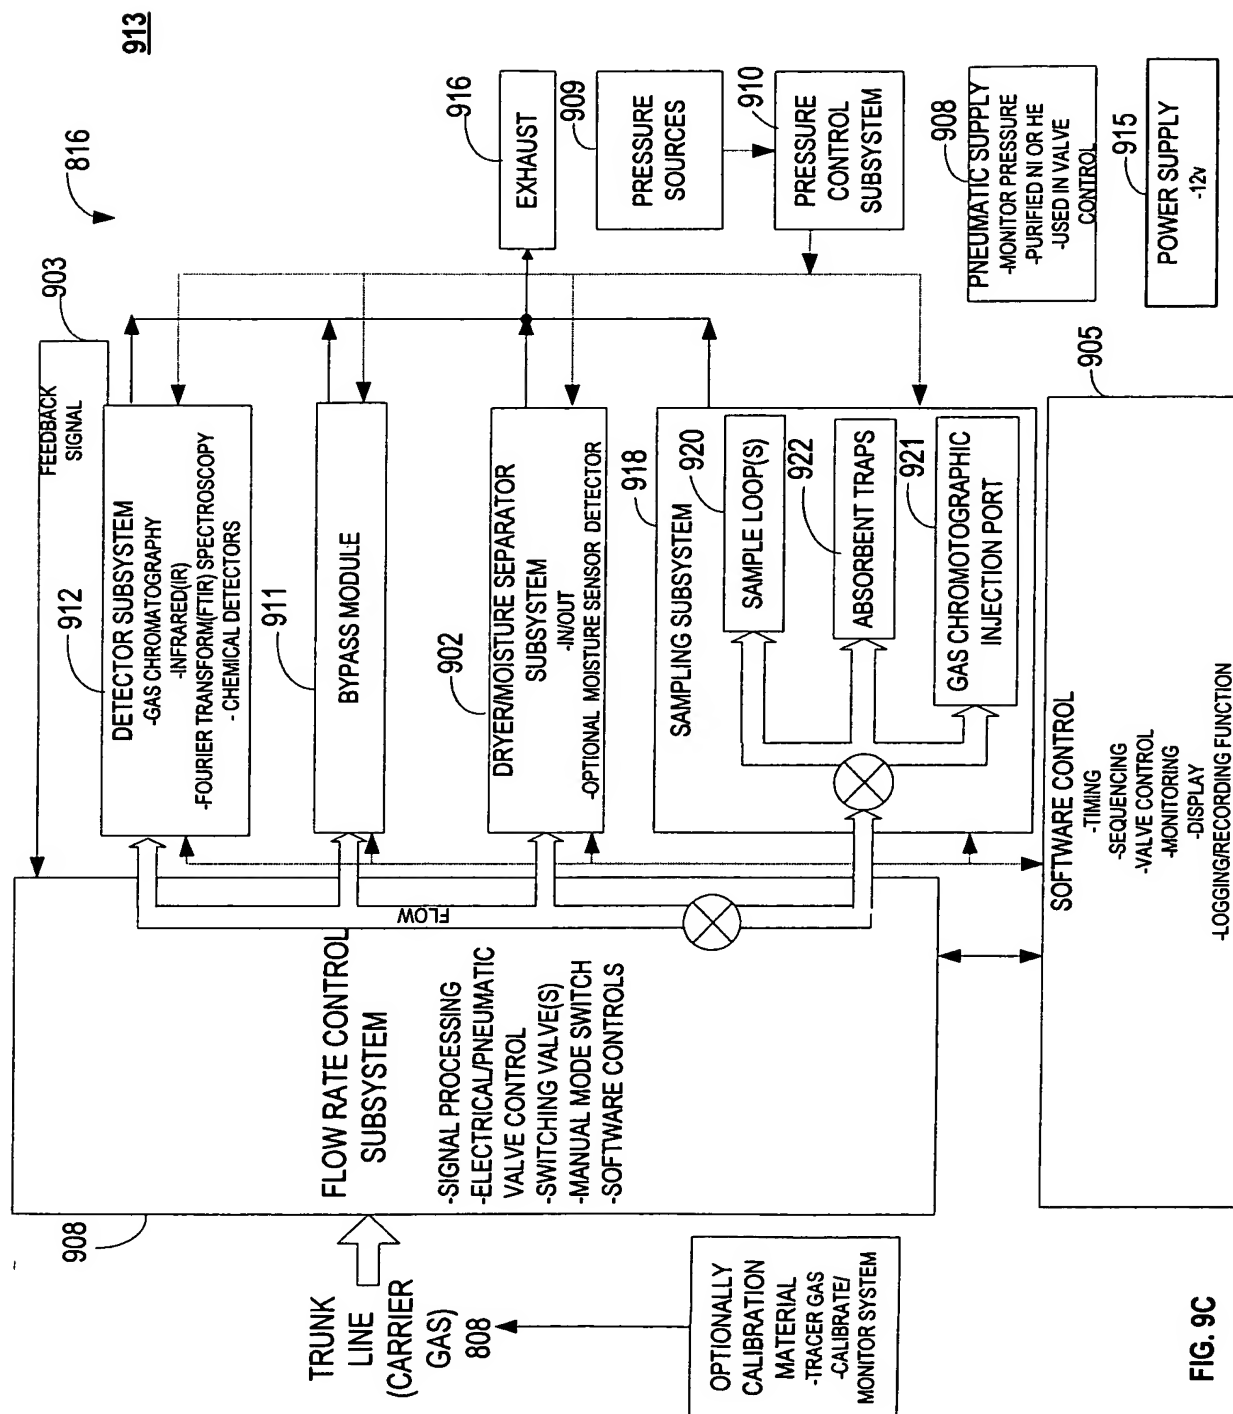 913
816
903
FEEDBACK
SIGNAL
912
DETECTOR SUBSYSTEM
-GAS CHROMATOGRAPHY
-INFRARED(IR)
-FOURIER TRANSFORM(FTIR) SPECTROSCOPY
- CHEMICAL DETECTORS
911
BYPASS MODULE
902
DRYER/MOISTURE SEPARATOR
SUBSYSTEM
-IN/OUT
-OPTIONAL MOISTURE SENSOR DETECTOR
918
SAMPLING SUBSYSTEM
920
SAMPLE LOOP(S)
922
ABSORBENT TRAPS
921
GAS CHROMOTOGRAPHIC
INJECTION PORT
916
EXHAUST
909
PRESSURE
SOURCES
910
PRESSURE
CONTROL
SUBSYSTEM
908
PNEUMATIC SUPPLY
-MONITOR PRESSURE
-PURIFIED NI OR HE
-USED IN VALVE
CONTROL
915
POWER SUPPLY
-12v
905
SOFTWARE CONTROL
-TIMING
-SEQUENCING
-VALVE CONTROL
-MONITORING
-DISPLAY
-LOGGING/RECORDING FUNCTION
FLOW
908
FLOW RATE CONTROL
SUBSYSTEM
-SIGNAL PROCESSING
-ELECTRICAL/PNEUMATIC
VALVE CONTROL
-SWITCHING VALVE(S)
-MANUAL MODE SWITCH
-SOFTWARE CONTROLS
TRUNK
LINE
(CARRIER
GAS)
808
OPTIONALLY
CALIBRATION
MATERIAL
-TRACER GAS
-CALIBRATE/
MONITOR SYSTEM
FIG. 9C